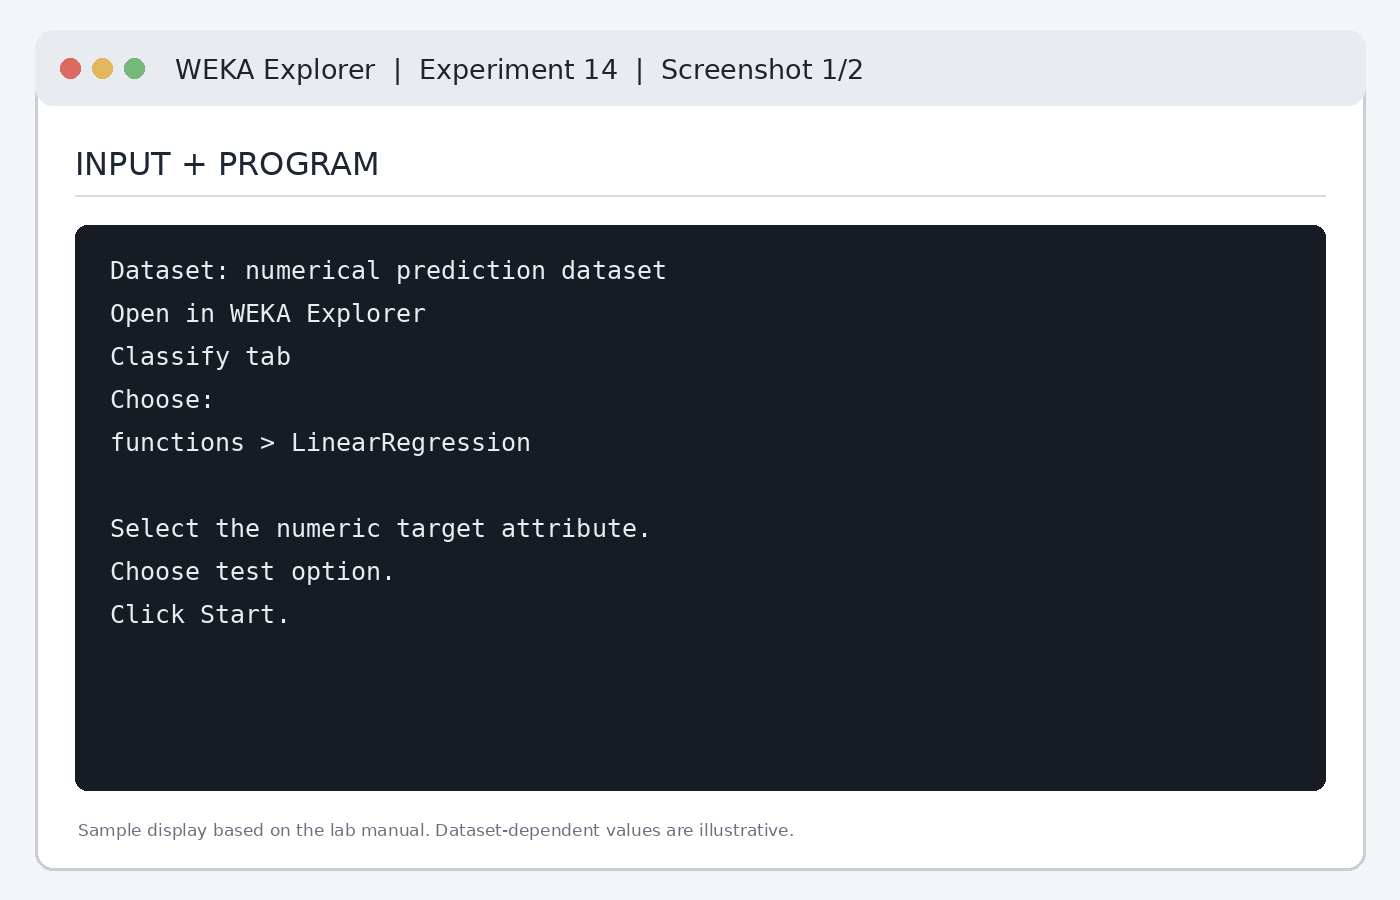 WEKA Explorer | Experiment 14 | Screenshot 1/2
INPUT + PROGRAM
Dataset: numerical prediction dataset
Open in WEKA Explorer
Classify tab
Choose:
functions > LinearRegression
Select the numeric target attribute.
Choose test option.
Click Start.
Sample display based on the lab manual. Dataset-dependent values are illustrative.